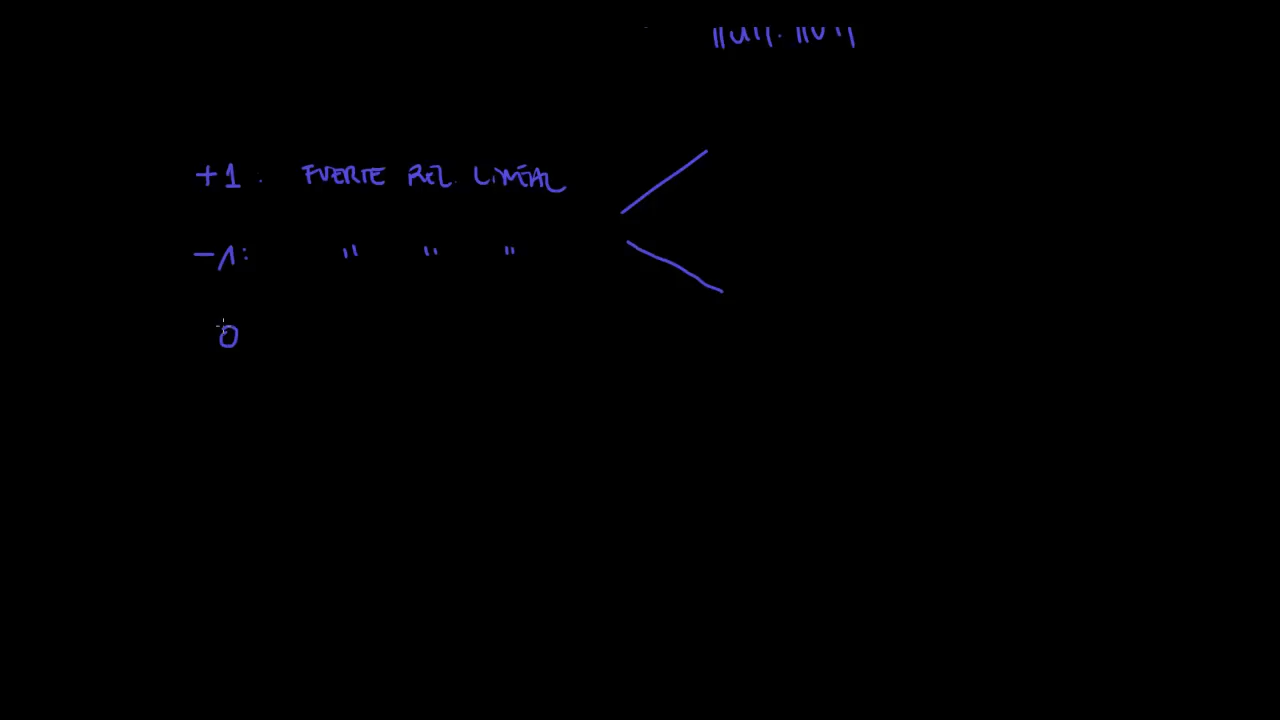 +1: FUERTE REL. LINEAL
-1: " " "
0